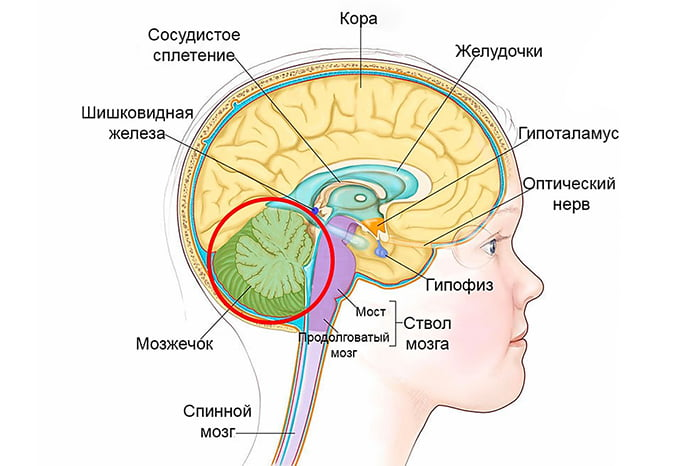 Кора
Сосудистое
сплетение
Желудочки
Шишковидная
железа
Гипоталамус
Оптический
нерв
Гипофиз
Мост
Ствол
мозга
Продолговатый
мозг
Мозжечок
Спинной
мозг